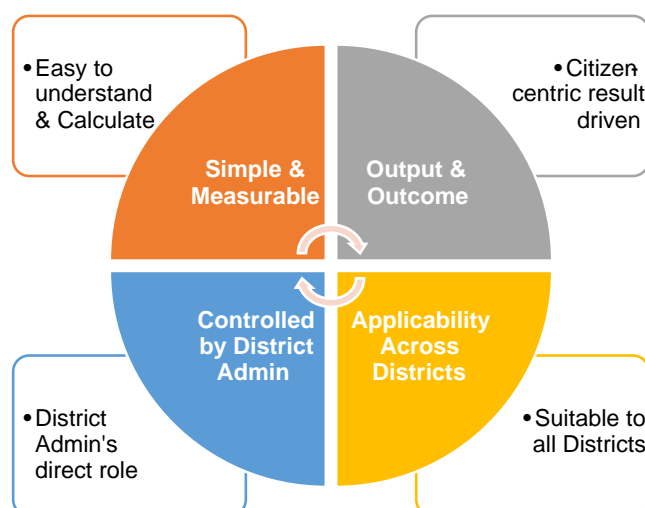 •Easy to
understand
& Calculate
•Citizen-
centric result
driven
Simple &
Measurable
Output &
Outcome
Controlled
by District
Admin
Applicability
Across
Districts
•District
Admin's
direct role
•Suitable to
all Districts